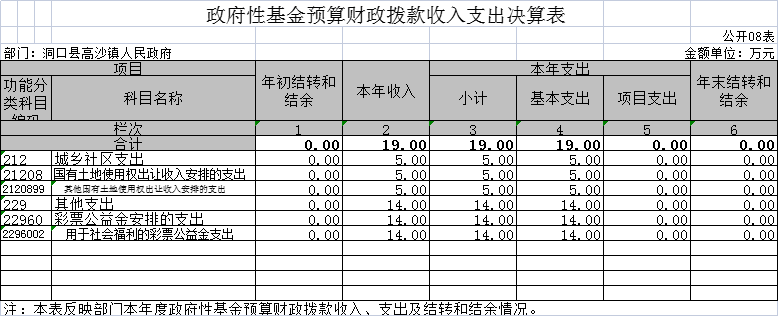 政府性基金预算财政拨款收入支出决算表
公开08表
部门：洞口县高沙镇人民政府 金额单位：万元
项目 年初结转和结余 本年收入 本年支出 年末结转和结余
功能分类科目编码 科目名称 小计 基本支出 项目支出
栏次 1 2 3 4 5 6
合计 0.00 19.00 19.00 19.00 0.00 0.00
212 城乡社区支出 0.00 5.00 5.00 5.00 0.00 0.00
21208 国有土地使用权出让收入安排的支出 0.00 5.00 5.00 5.00 0.00 0.00
2120899 其他国有土地使用权出让收入安排的支出 0.00 5.00 5.00 5.00 0.00 0.00
229 其他支出 0.00 14.00 14.00 14.00 0.00 0.00
22960 彩票公益金安排的支出 0.00 14.00 14.00 14.00 0.00 0.00
2296002 用于社会福利的彩票公益金支出 0.00 14.00 14.00 14.00 0.00 0.00
注：本表反映部门本年度政府性基金预算财政拨款收入、支出及结转和结余情况。